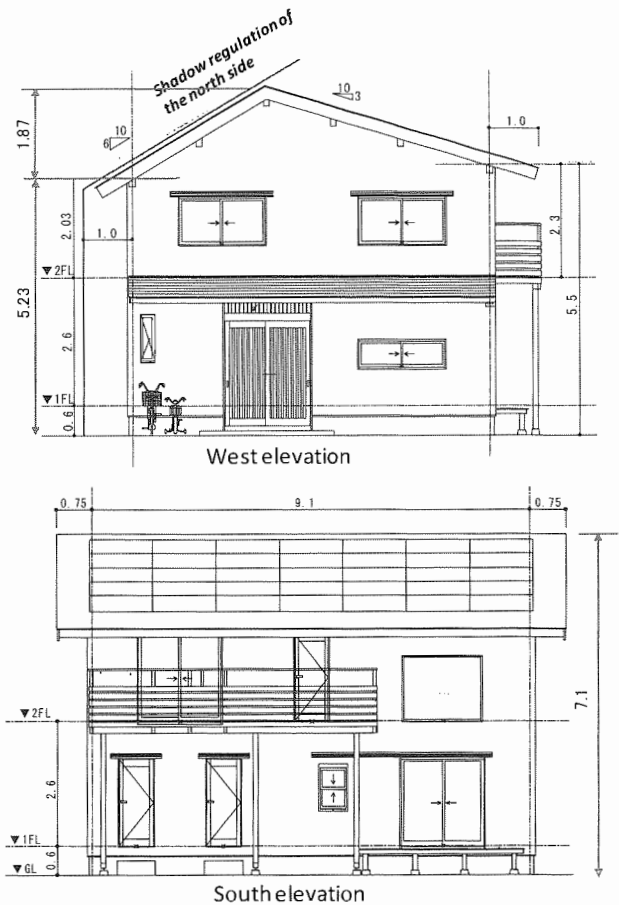 Shadow regulation of
the north side
10
3
10
6
1.0
1.87
2.03
1.0
2.3
▼2FL
5.23
5.5
2.6
▼1FL
0.6
West elevation
0.75
9.1
0.75
7.1
▼2FL
2.6
▼1FL
0.6
▼GL
South elevation